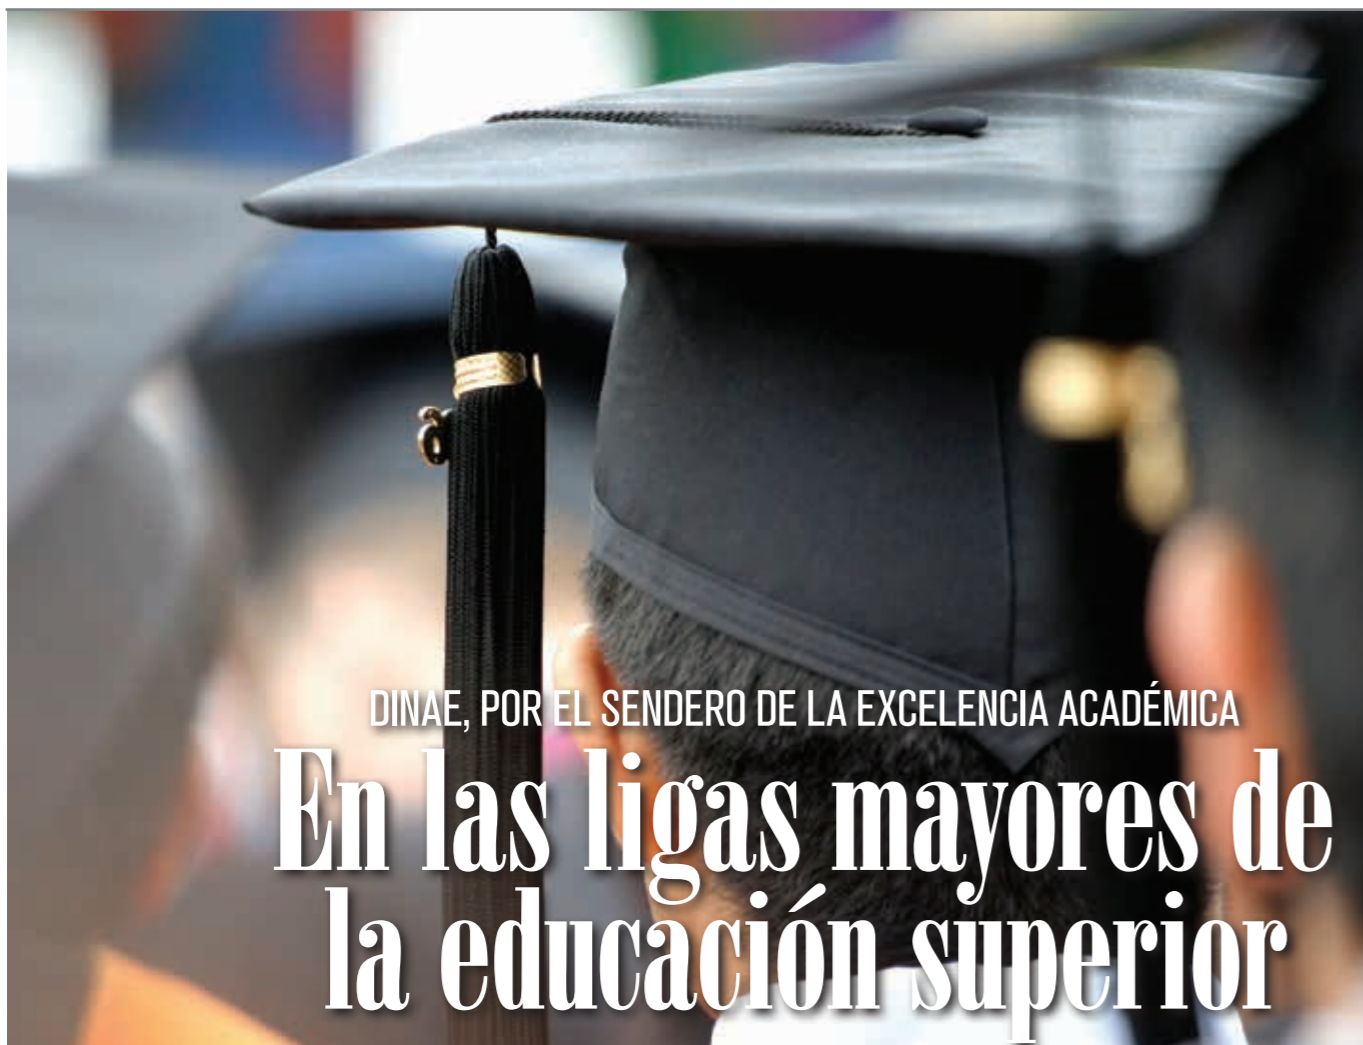 DINAE, POR EL SENDERO DE LA EXCELENCIA ACADÉMICA
En las ligas mayores de
la educación superior